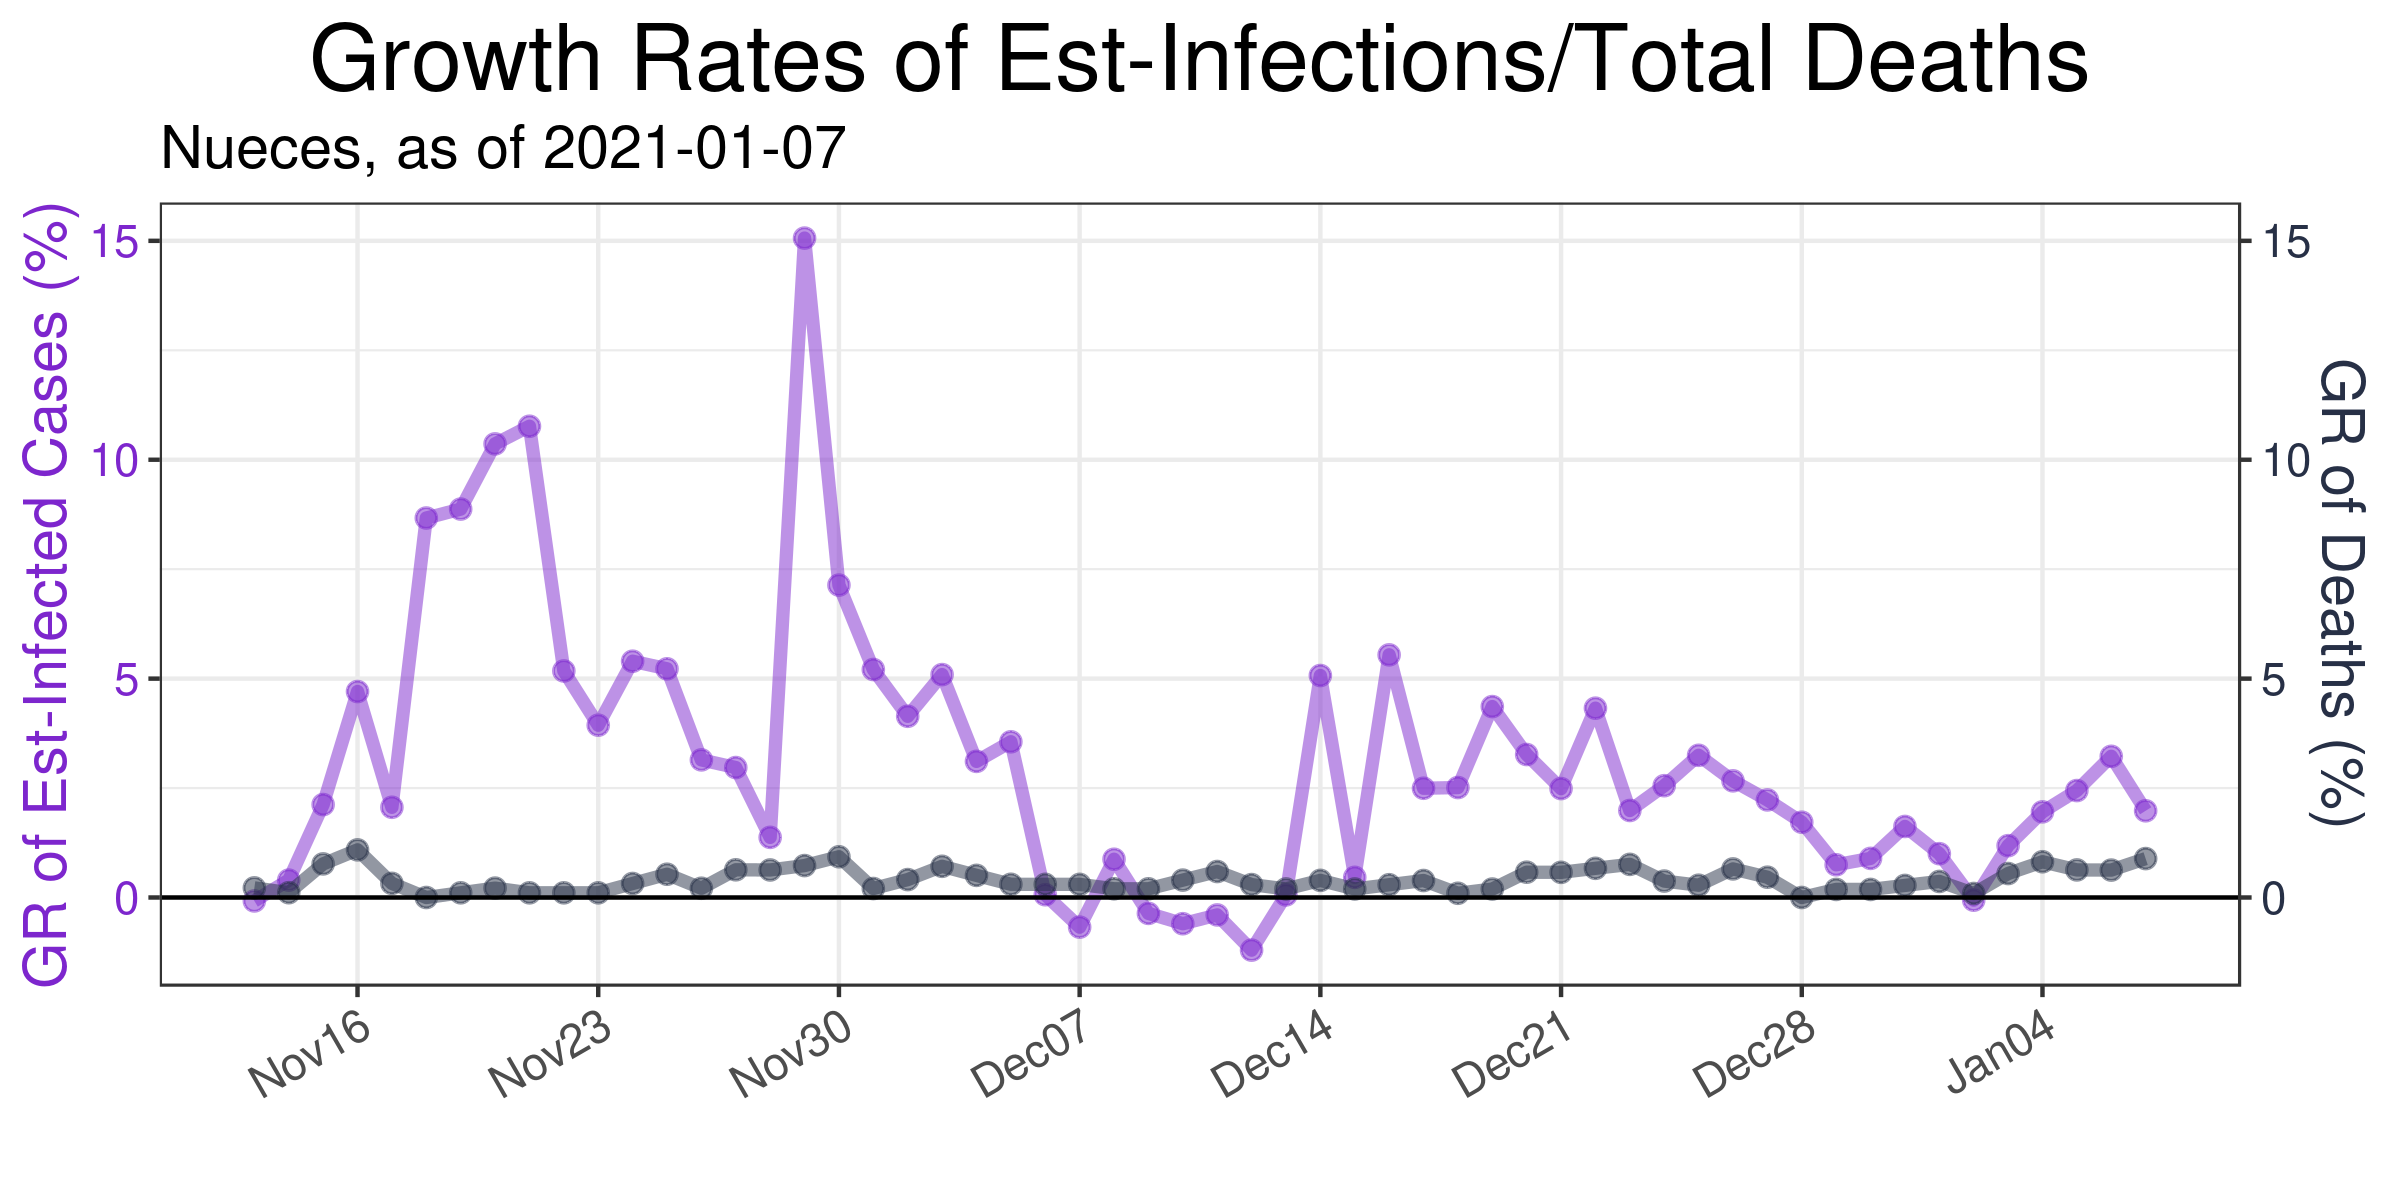 Growth Rates of Est-Infections/Total Deaths
Nueces, as of 2021-01-07
GR of Est-Infected Cases (%)
15
10
5
0
15
10
5
0
GR of Deaths (%)
Nov16
Nov23
Nov30
Dec07
Dec14
Dec21
Dec28
Jan04